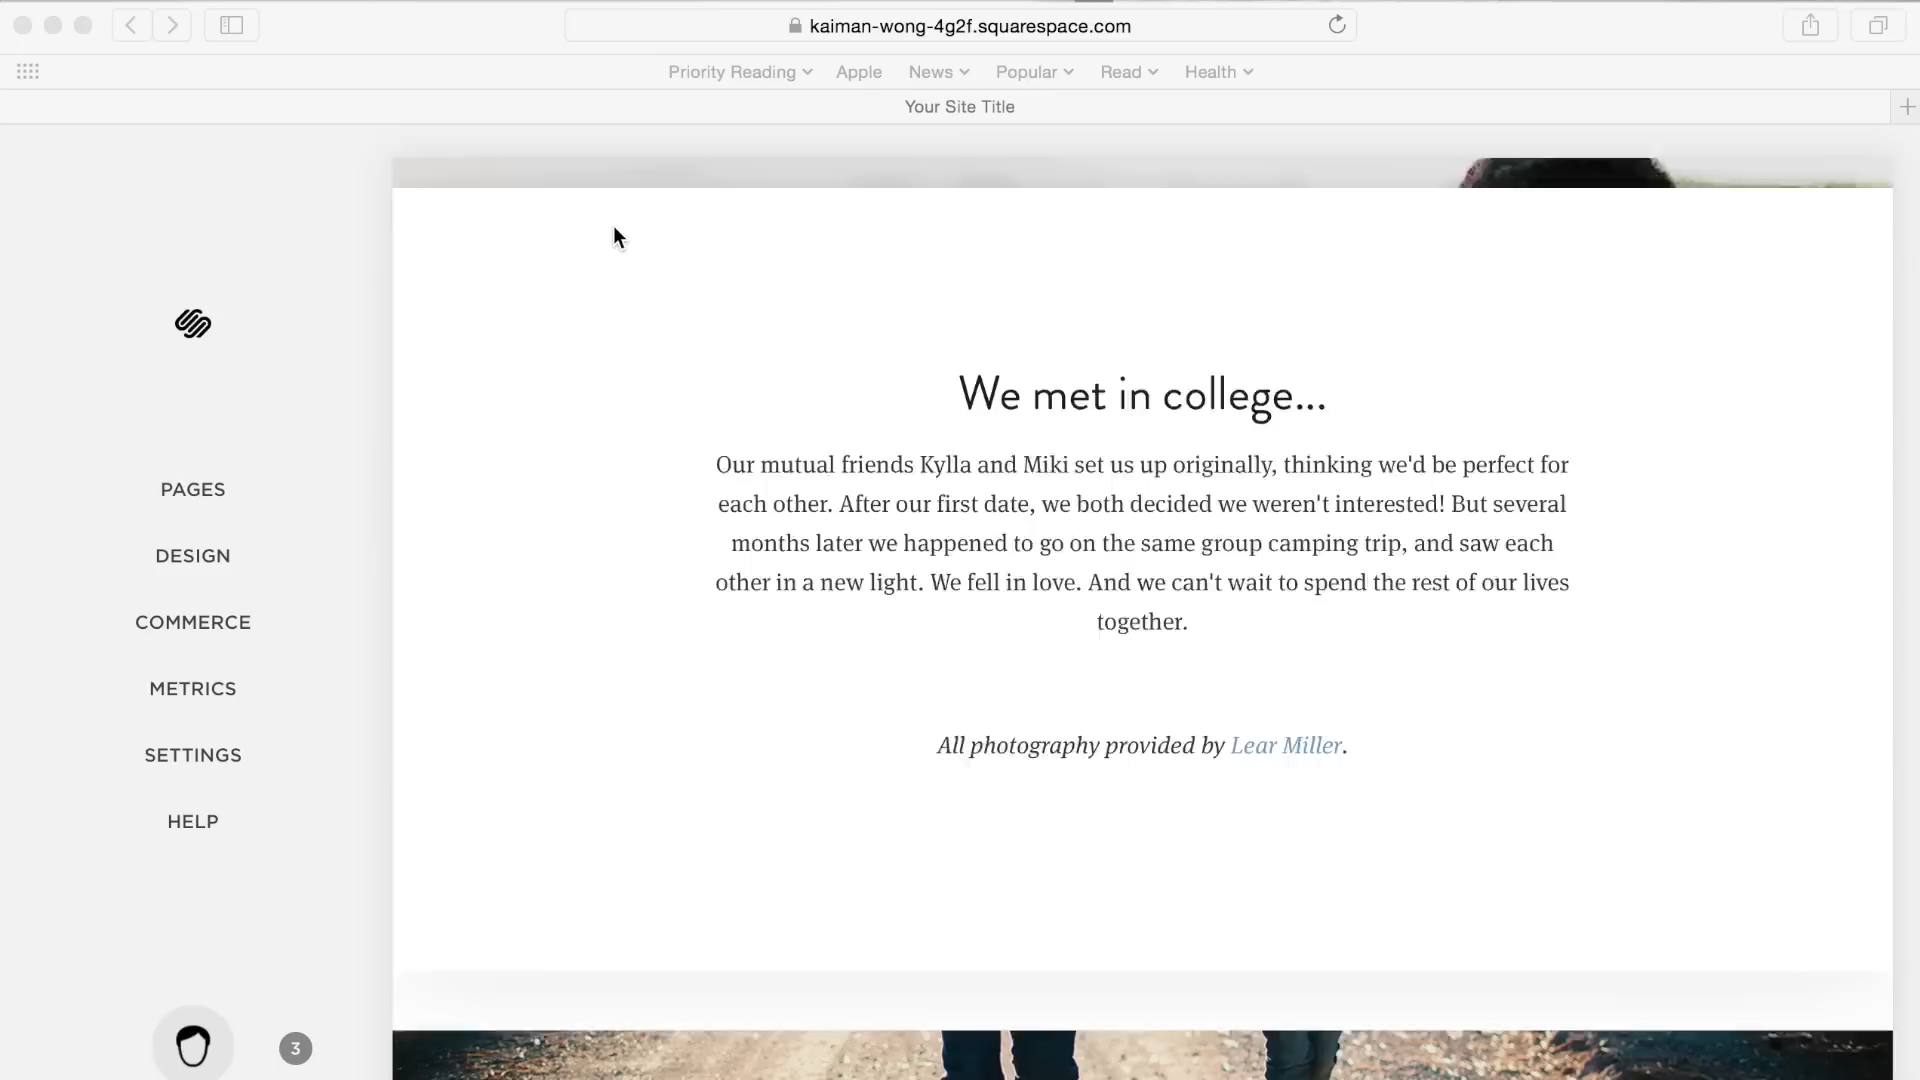 kaiman-wong-4g2f.squarespace.com
Priority Reading Apple News Popular Read Health
Your Site Title
We met in college...
Our mutual friends Kylla and Miki set us up originally, thinking we'd be perfect for
each other. After our first date, we both decided we weren't interested! But several
months later we happened to go on the same group camping trip, and saw each
other in a new light. We fell in love. And we can't wait to spend the rest of our lives
together.
All photography provided by Lear Miller.
PAGES
DESIGN
COMMERCE
METRICS
SETTINGS
HELP
3